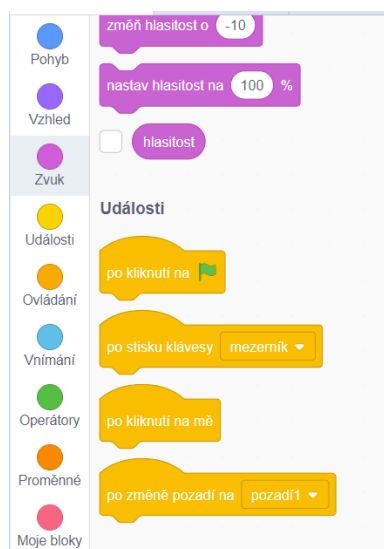 Pohyb
Vzhled
Zvuk
Události
Ovládání
Vnímání
Operátory
Proměnné
Moje bloky
změň hlasitost o -10
nastav hlasitost na 100 %
hlasitost
Události
po kliknutí na
po stisku klávesy mezerník
po kliknutí na mě
po změně pozadí na pozadí1